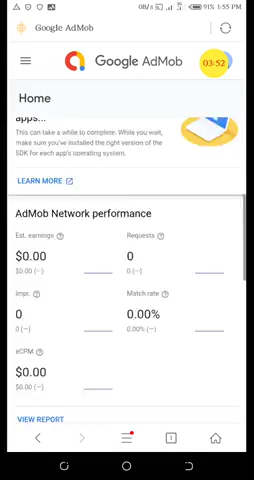 0B/s 91% 1:55 PM
Google AdMob
Google AdMob
03-52
Home
apps...
This can take a while to complete. While you wait,
make sure you've installed the right version of the
SDK for each app's operating system.
LEARN MORE
AdMob Network performance
Est. earnings Requests
$0.00 0
$0.00 (—) 0 (—)
Impr. Match rate
0 0.00%
0 (—) 0.00% (—)
eCPM
$0.00
$0.00 (—)
VIEW REPORT
1